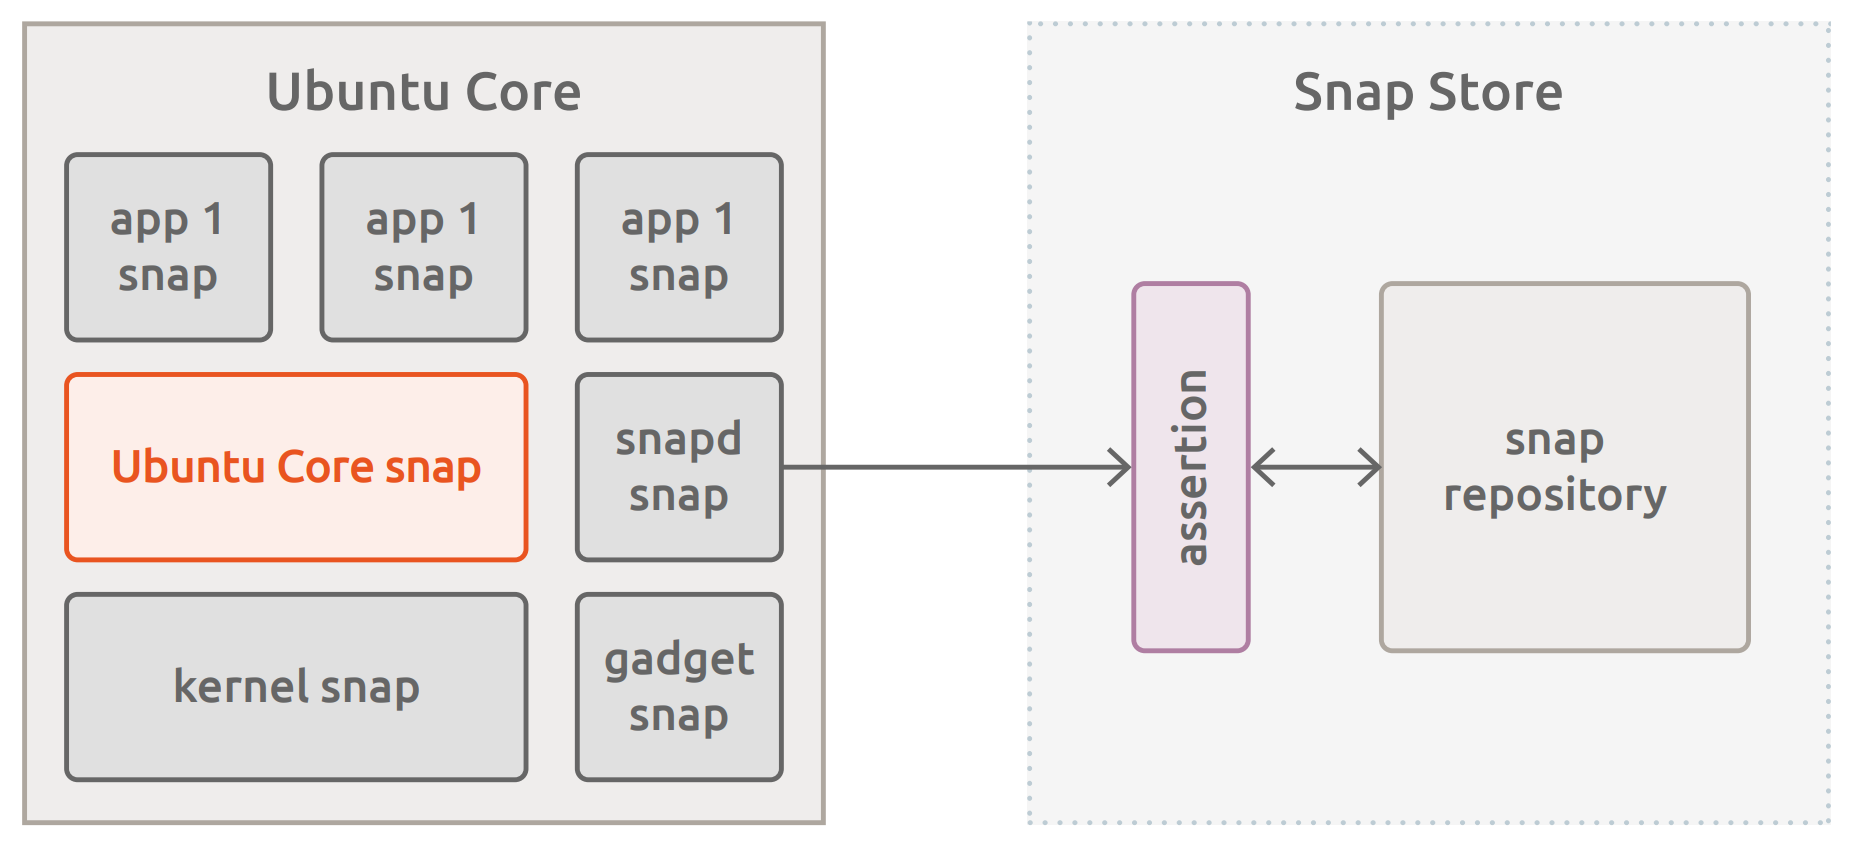 Ubuntu Core
app 1
snap
app 1
snap
app 1
snap
Ubuntu Core snap
snapd
snap
kernel snap
gadget
snap
Snap Store
assertion
snap
repository